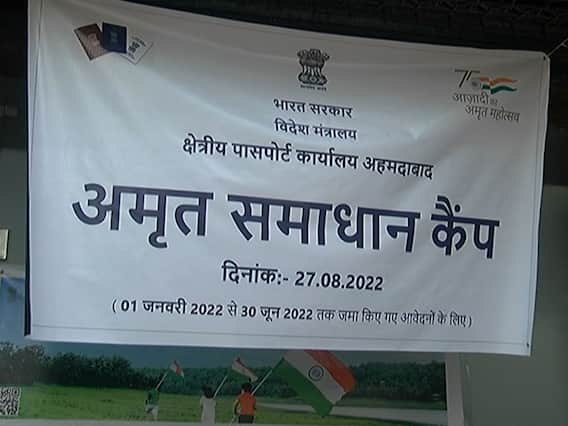 75
आज़ादी का
अमृत महोत्सव
भारत सरकार
विदेश मंत्रालय
क्षेत्रीय पासपोर्ट कार्यालय अहमदाबाद
अमृत समाधान कैंप
दिनांक:- 27.08.2022
( 01 जनवरी 2022 से 30 जून 2022 तक जमा किए गए आवेदनों के लिए )